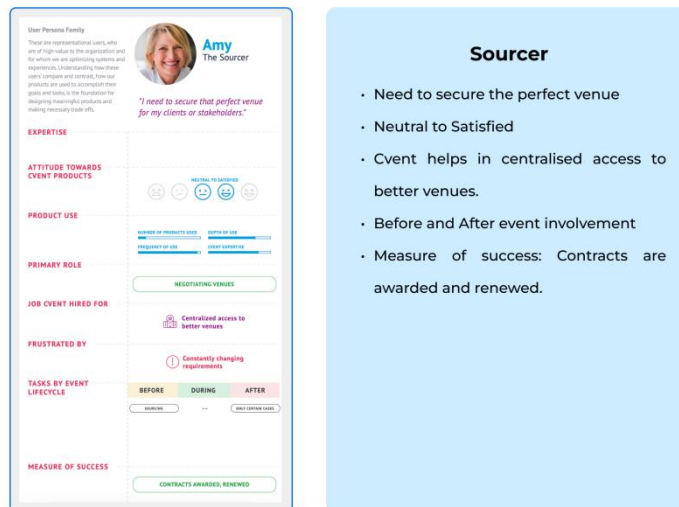 User Persona Family
These are representational users, who
are of high value to the organization and
for whom we are optimizing systems and
experiences. Understanding how these
users compare and contrast, how our
products are used to accomplish their
goals and tasks, is the foundation for
designing meaningful products and
making necessary trade offs.
Amy
The Sourcer
"I need to secure that perfect venue
for my clients or stakeholders."
EXPERTISE
ATTITUDE TOWARDS
CVENT PRODUCTS
NEUTRAL TO SATISFIED
PRODUCT USE
NUMBER OF PRODUCTS USED
DEPTH OF USE
FREQUENCY OF USE
CVENT EXPERTISE
PRIMARY ROLE
NEGOTIATING VENUES
JOB CVENT HIRED FOR
Centralized access to
better venues
FRUSTRATED BY
Constantly changing
requirements
TASKS BY EVENT
LIFECYCLE
BEFORE
DURING
AFTER
SOURCING
--
ONLY CERTAIN CASES
MEASURE OF SUCCESS
CONTRACTS AWARDED, RENEWED
Sourcer
• Need to secure the perfect venue
• Neutral to Satisfied
• Cvent helps in centralised access to
better venues.
• Before and After event involvement
• Measure of success: Contracts are
awarded and renewed.